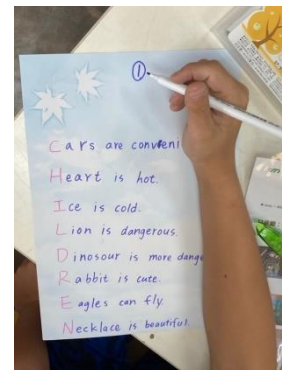 ①
Cars are conveni
Heart is hot.
Ice is cold.
Lion is dangerous.
Dinosour is more dange
Rabbit is cute.
Eagles can fly.
Necklace is beautiful.